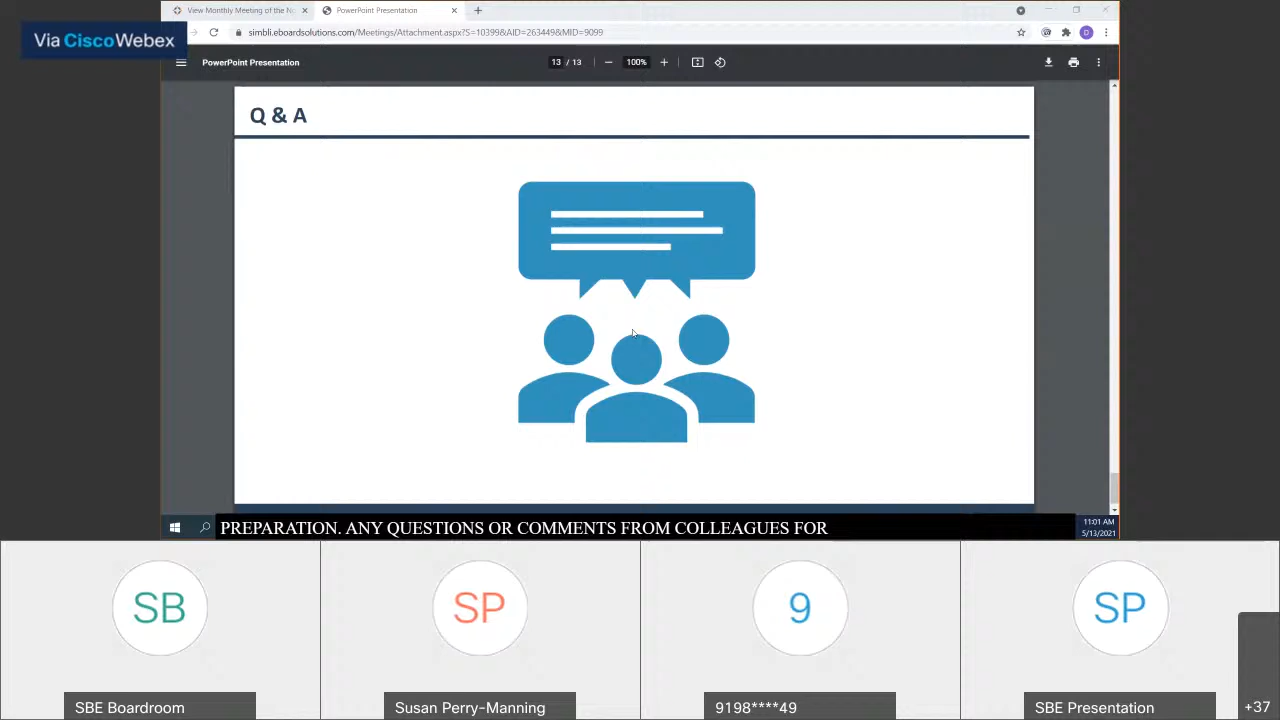 View Monthly Meeting of the N
PowerPoint Presentation
Via Cisco Webex
simbli.eboardsolutions.com/Meetings/Attachment.aspx?S=10399&AID=263449&MID=9099
D
PowerPoint Presentation
13 / 13
100%
Q & A
PREPARATION. ANY QUESTIONS OR COMMENTS FROM COLLEAGUES FOR
11:01 AM
5/13/2021
SB
SP
9
SP
SBE Boardroom
Susan Perry-Manning
9198****49
SBE Presentation
+37